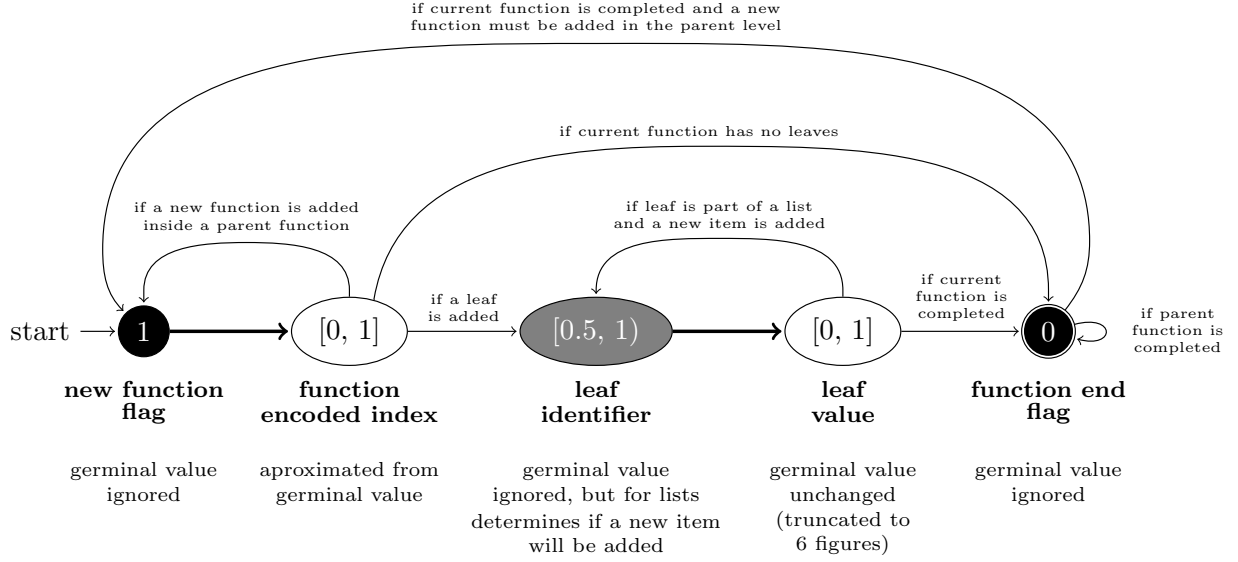 if current function is completed and a new
function must be added in the parent level
if current function has no leaves
if a new function is added
inside a parent function
if leaf is part of a list
and a new item is added
if a leaf
is added
if current
function is
completed
if parent
function is
completed
start
1
[0, 1]
[0.5, 1)
[0, 1]
0
new function
flag
function
encoded index
leaf
identifier
leaf
value
function end
flag
germinal value
ignored
aproximated from
germinal value
germinal value
ignored, but for lists
determines if a new item
will be added
germinal value
unchanged
(truncated to
6 figures)
germinal value
ignored